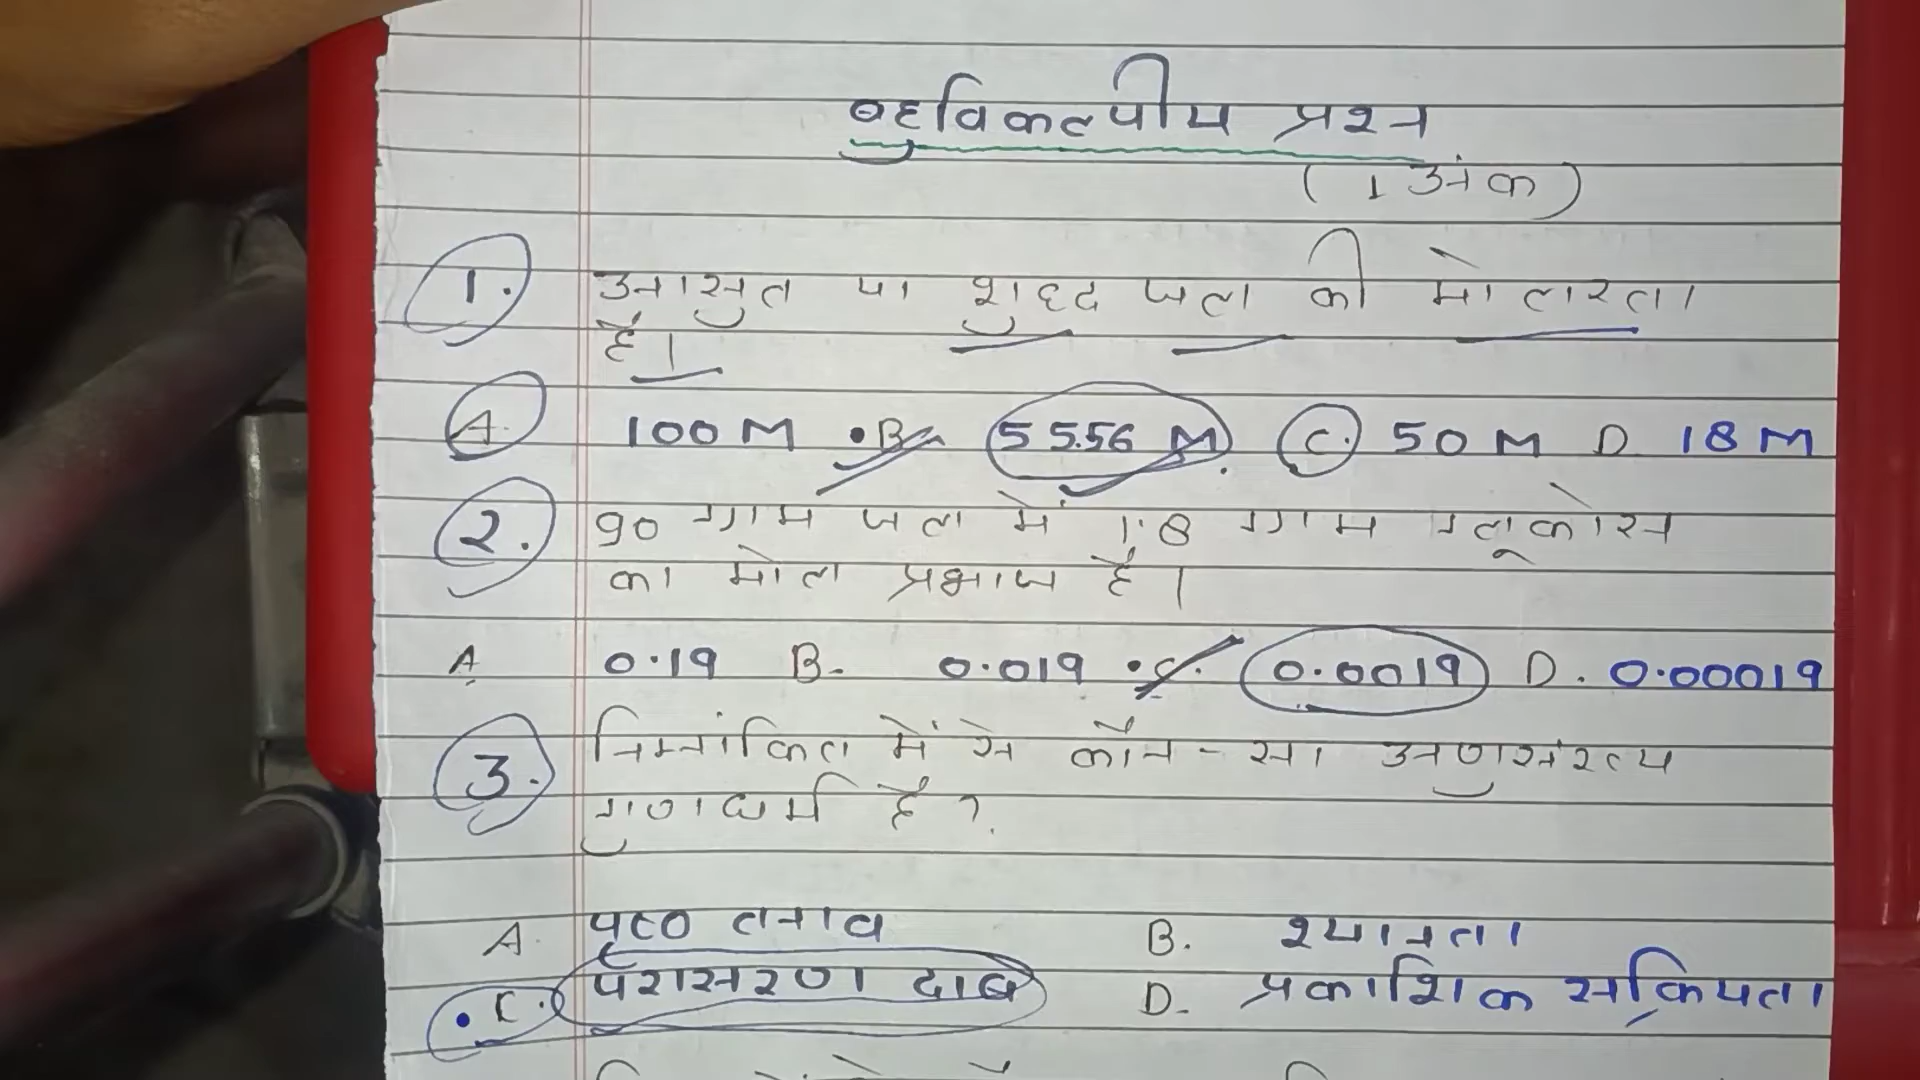 बहुविकल्पीय प्रश्न
(1 अंक)
1. आसुत या शुद्ध जल की मोलरता
है।
A. 100 M • B. 55.56 M C. 50 M D. 18 M
2. 90 ग्राम जल में 1.8 ग्राम ग्लूकोस
का मोल प्रभाज है।
A 0.19 B. 0.019 • C. 0.0019 D. 0.00019
3. निम्नांकित में से कौन-सा अणुसंख्य
गुणधर्म है ?
A. पृष्ठ तनाव B. श्यानता
• C. परासरण दाब D. प्रकाशिक सक्रियता